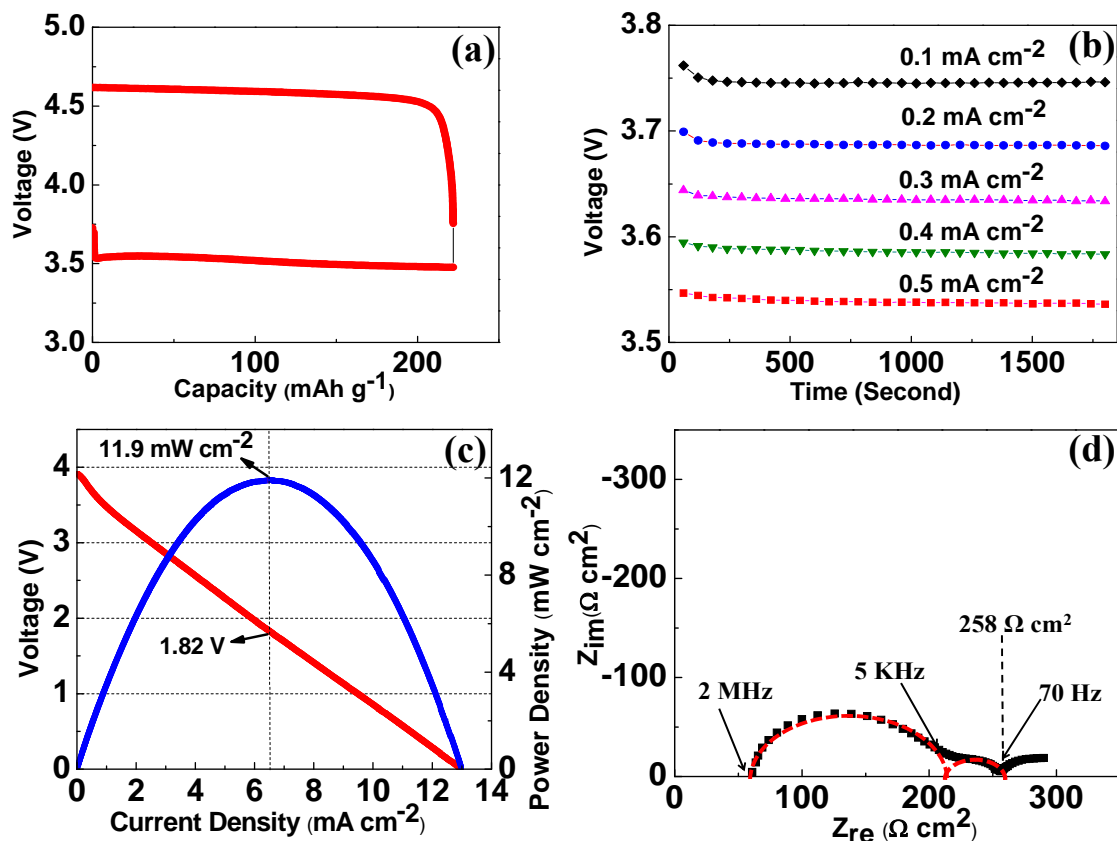 (a)
5.0
4.5
4.0
3.5
3.0
Voltage (V)
0 100 200
Capacity (mAh g-1)
(b)
3.8
3.7
3.6
3.5
Voltage (V)
0.1 mA cm-2
0.2 mA cm-2
0.3 mA cm-2
0.4 mA cm-2
0.5 mA cm-2
0 500 1000 1500
Time (Second)
(c)
11.9 mW cm-2
1.82 V
4
3
2
1
0
Voltage (V)
12
8
4
0
Power Density (mW cm-2)
0 2 4 6 8 10 12 14
Current Density (mA cm-2)
(d)
-300
-200
-100
0
Zim(Ω cm2)
258 Ω cm2
5 KHz
70 Hz
2 MHz
0 100 200 300
Zre (Ω cm2)